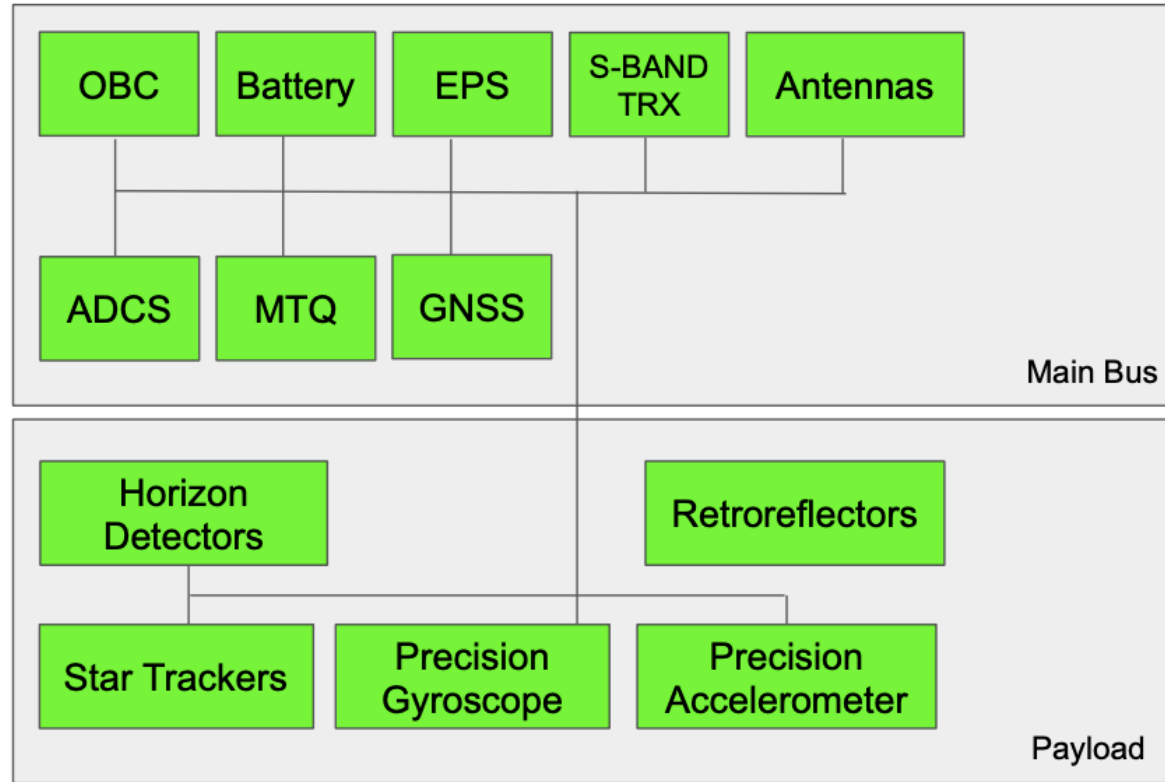 OBC
Battery
EPS
S-BAND
TRX
Antennas
ADCS
MTQ
GNSS
Main Bus
Horizon
Detectors
Retroreflectors
Star Trackers
Precision
Gyroscope
Precision
Accelerometer
Payload